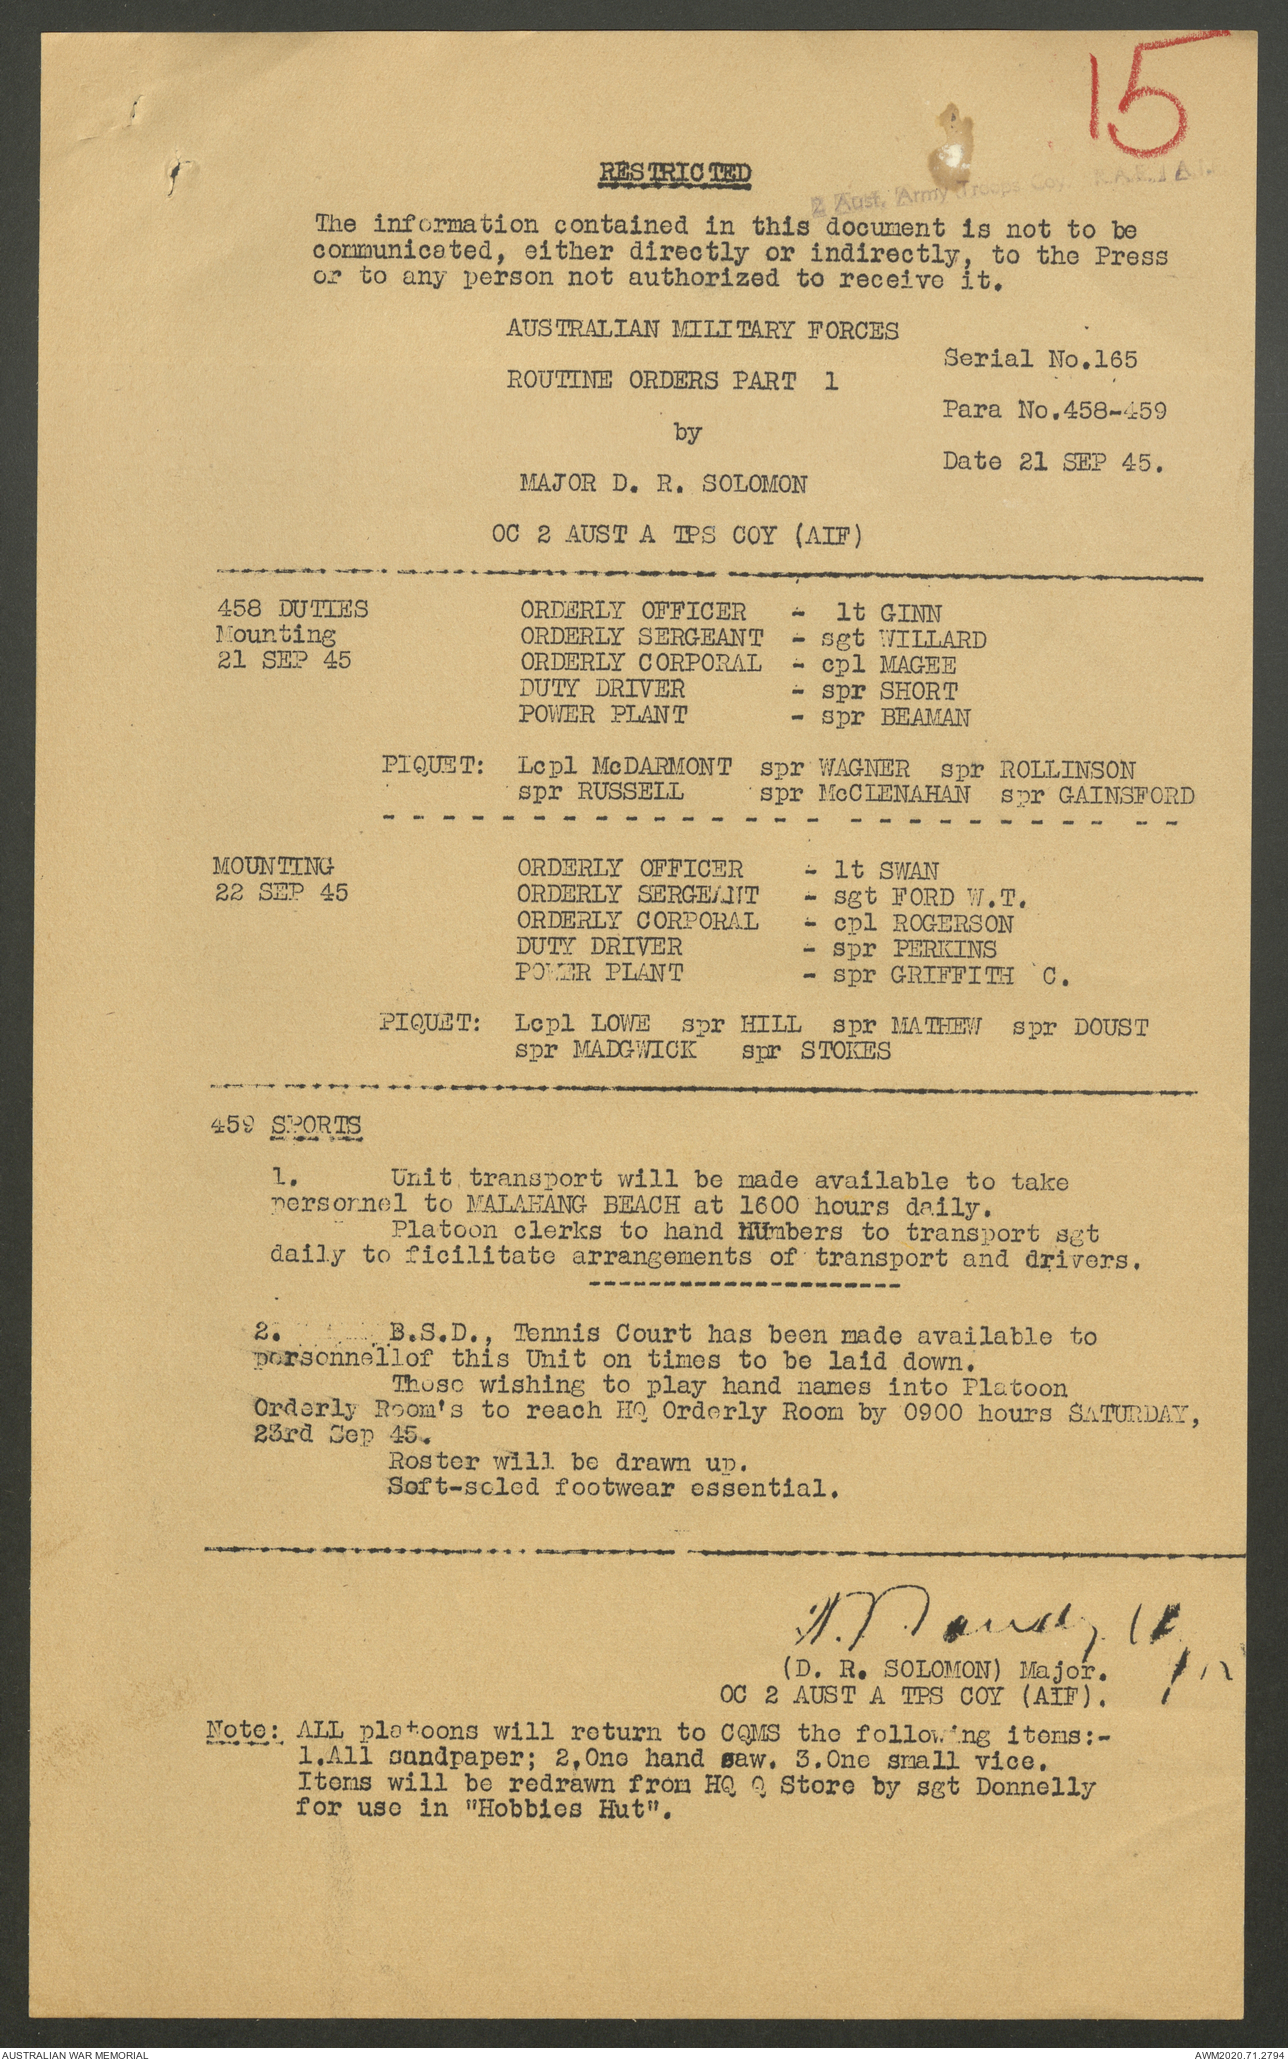 15
RESTRICTED
2 Aust. Army Troops Coy. R.A.E. A.I.F.
The information contained in this document is not to be
communicated, either directly or indirectly, to the Press
or to any person not authorized to receive it.
AUSTRALIAN MILITARY FORCES
Serial No.165
ROUTINE ORDERS PART 1
Para No.458-459
by
Date 21 SEP 45.
MAJOR D. R. SOLOMON
OC 2 AUST A TPS COY (AIF)
458 DUTIES ORDERLY OFFICER - lt GINN
Mounting ORDERLY SERGEANT - sgt WILLARD
21 SEP 45 ORDERLY CORPORAL - cpl MAGEE
DUTY DRIVER - spr SHORT
POWER PLANT - spr BEAMAN
PIQUET: Lcpl McDARMONT spr WAGNER spr ROLLINSON
spr RUSSELL spr McCLENAHAN spr GAINSFORD
MOUNTING ORDERLY OFFICER - lt SWAN
22 SEP 45 ORDERLY SERGEANT - sgt FORD W.T.
ORDERLY CORPORAL - cpl ROGERSON
DUTY DRIVER - spr PERKINS
POWER PLANT - spr GRIFFITH C.
PIQUET: Lcpl LOWE spr HILL spr MATHEW spr DOUST
spr MADGWICK spr STOKES
459 SPORTS
1. Unit transport will be made available to take
personnel to MALAHANG BEACH at 1600 hours daily.
Platoon clerks to hand NUmbers to transport sgt
daily to ficilitate arrangements of transport and drivers.
2. B.S.D., Tennis Court has been made available to
personnellof this Unit on times to be laid down.
Those wishing to play hand names into Platoon
Orderly Room's to reach HQ Orderly Room by 0900 hours SATURDAY,
23rd Sep 45.
Roster will be drawn up.
Soft-soled footwear essential.
(D. R. SOLOMON) Major.
OC 2 AUST A TPS COY (AIF).
Note: ALL platoons will return to CQMS the following items:-
1.All sandpaper; 2,One hand saw. 3.One small vice.
Items will be redrawn from HQ Q Store by sgt Donnelly
for use in "Hobbies Hut".
AUSTRALIAN WAR MEMORIAL
AWM2020.71.2794